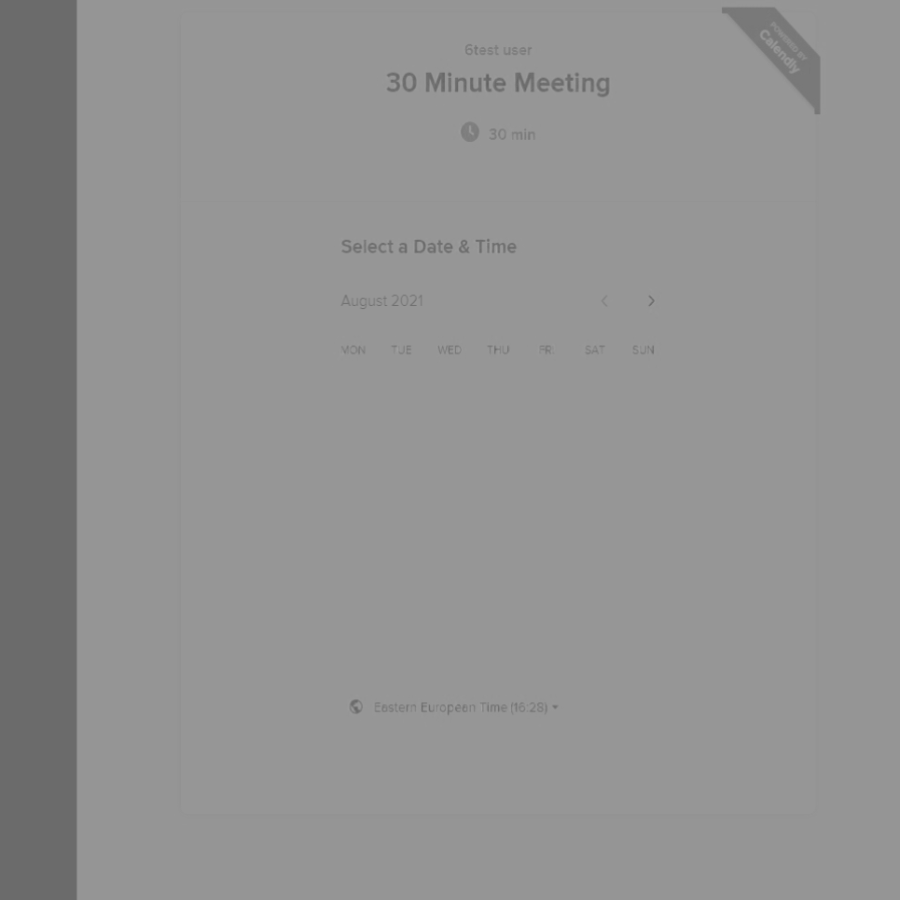 POWERED BY
Calendly
6test user
30 Minute Meeting
30 min
Select a Date & Time
August 2021
MON TUE WED THU FRI SAT SUN
Eastern European Time (16:28)